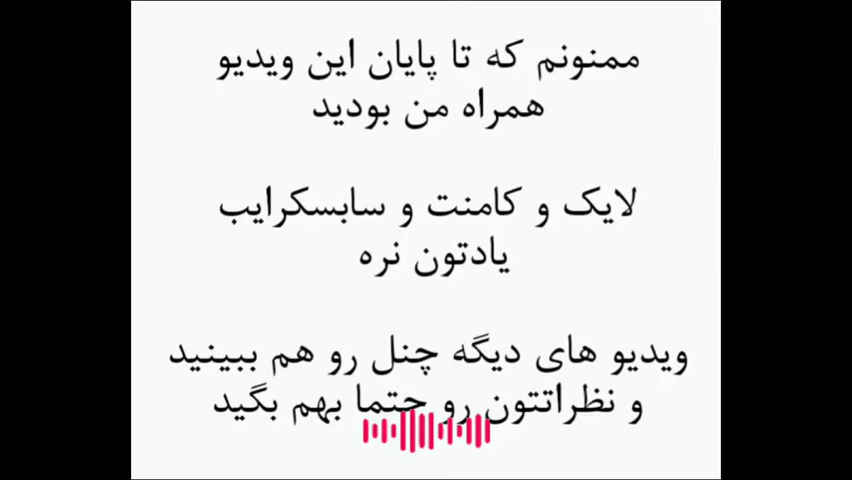 ممنونم که تا پایان این ویدیو
همراه من بودید
لایک و کامنت و سابسکرایب
یادتون نره
ویدیو های دیگه چنل رو هم ببینید
و نظراتتون رو حتما بهم بگید